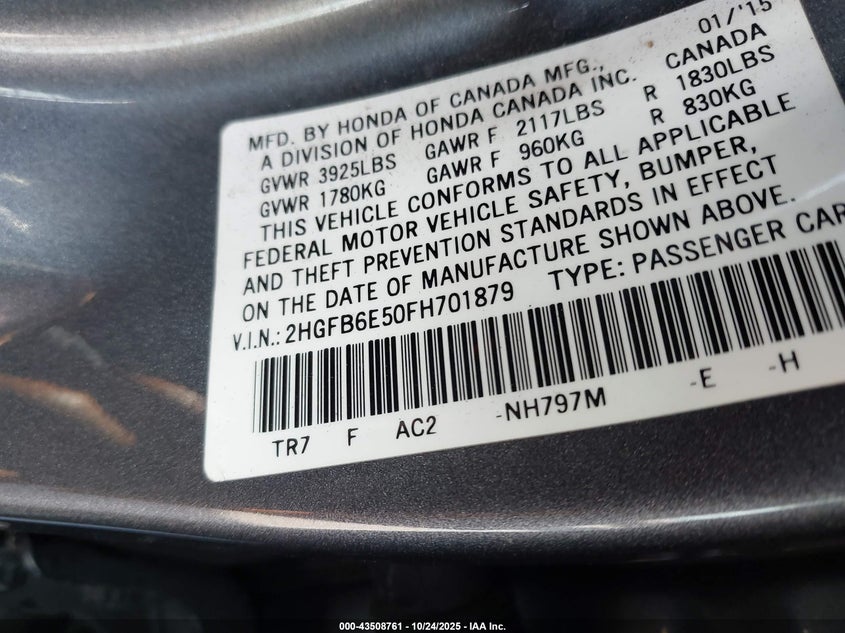 01/'15
MFD. BY HONDA OF CANADA MFG.,
A DIVISION OF HONDA CANADA INC. CANADA
GVWR 3925LBS GAWR F 2117LBS R 1830LBS
GVWR 1780KG GAWR F 960KG R 830KG
THIS VEHICLE CONFORMS TO ALL APPLICABLE
FEDERAL MOTOR VEHICLE SAFETY, BUMPER,
AND THEFT PREVENTION STANDARDS IN EFFECT
ON THE DATE OF MANUFACTURE SHOWN ABOVE.
V.I.N.: 2HGFB6E50FH701879 TYPE: PASSENGER CAR
TR7 F AC2 -NH797M -E -H
000-43508761 | 10/24/2025 | IAA Inc.